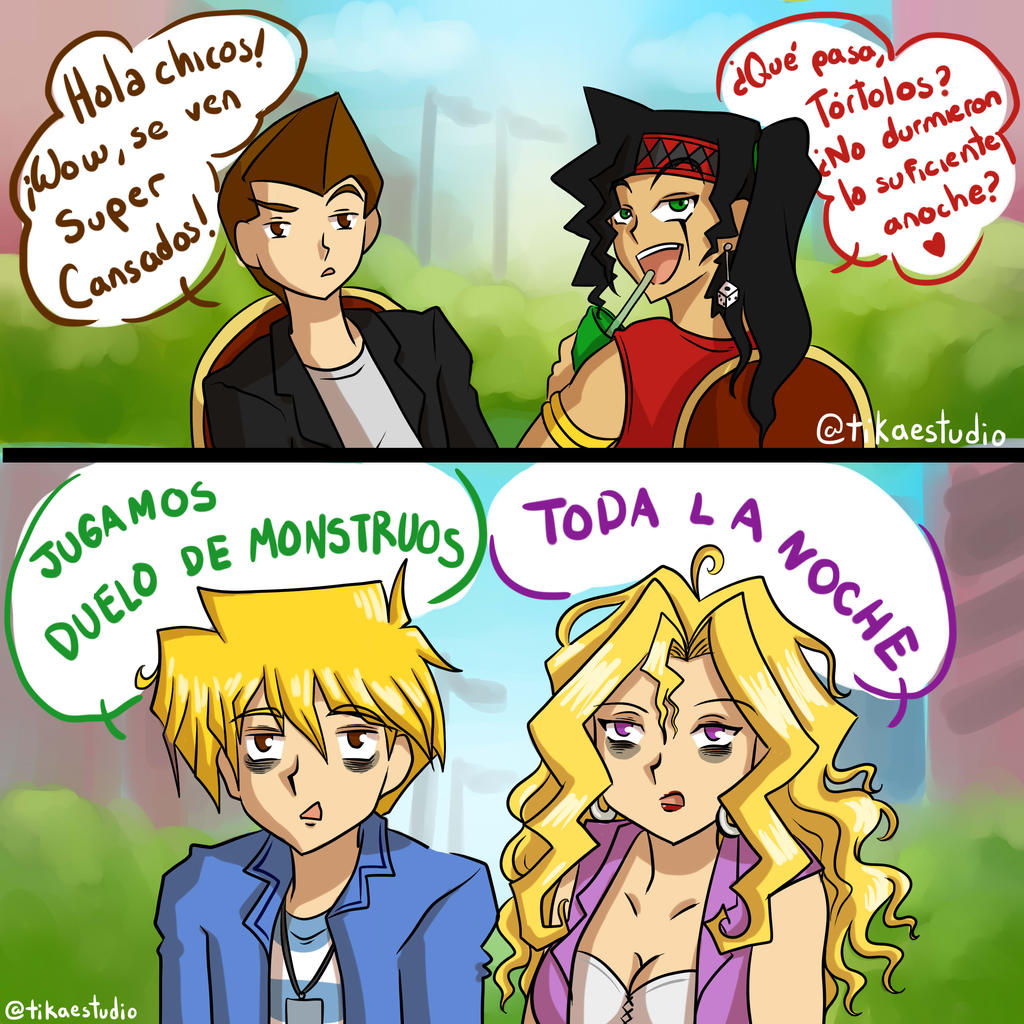 Hola chicos!
¡Wow, se ven
Super
Cansados!
¿Qué pasa,
Tórtolos?
¿No durmieron
lo suficiente
anoche?
@tikaestudio
JUGAMOS
DUELO DE MONSTRUOS
TODA LA
NOCHE
@tikaestudio